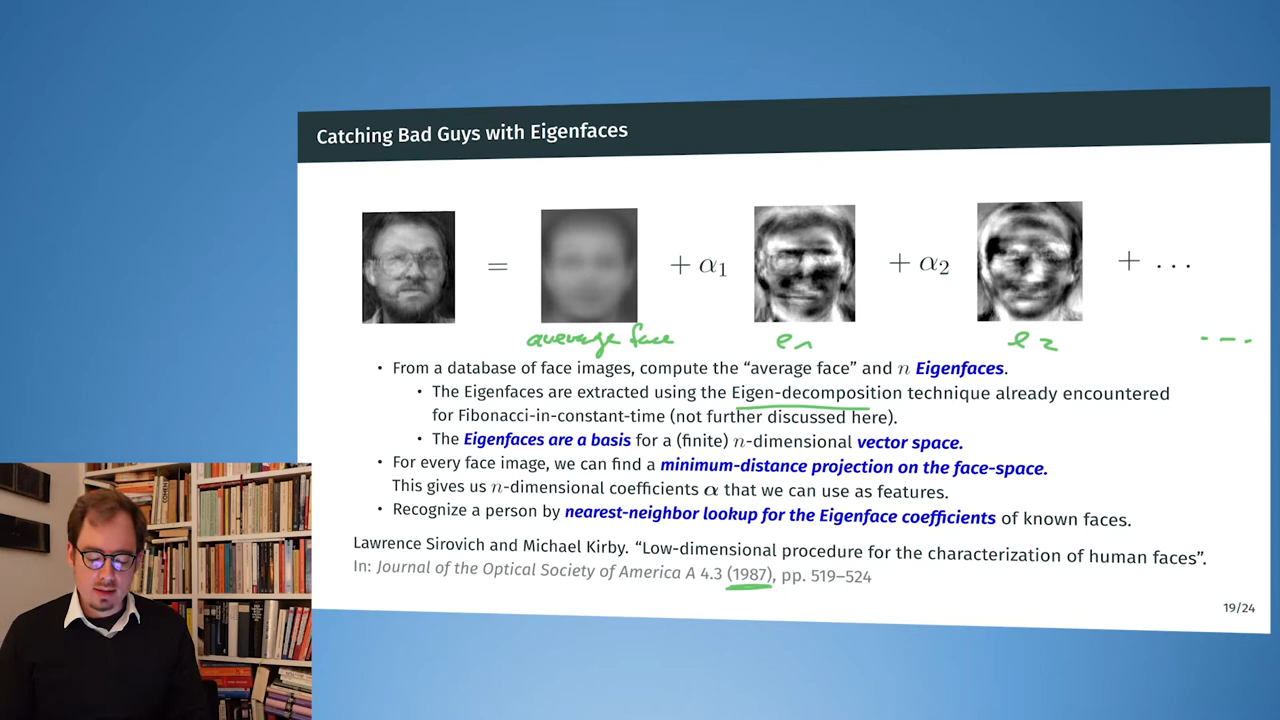 Catching Bad Guys with Eigenfaces
= + α₁ + α₂ + ...
average face e₁ e₂ ...
• From a database of face images, compute the “average face” and n Eigenfaces.
• The Eigenfaces are extracted using the Eigen-decomposition technique already encountered
for Fibonacci-in-constant-time (not further discussed here).
• The Eigenfaces are a basis for a (finite) n-dimensional vector space.
• For every face image, we can find a minimum-distance projection on the face-space.
This gives us n-dimensional coefficients α that we can use as features.
• Recognize a person by nearest-neighbor lookup for the Eigenface coefficients of known faces.
Lawrence Sirovich and Michael Kirby. “Low-dimensional procedure for the characterization of human faces”.
In: Journal of the Optical Society of America A 4.3 (1987), pp. 519–524
19/24